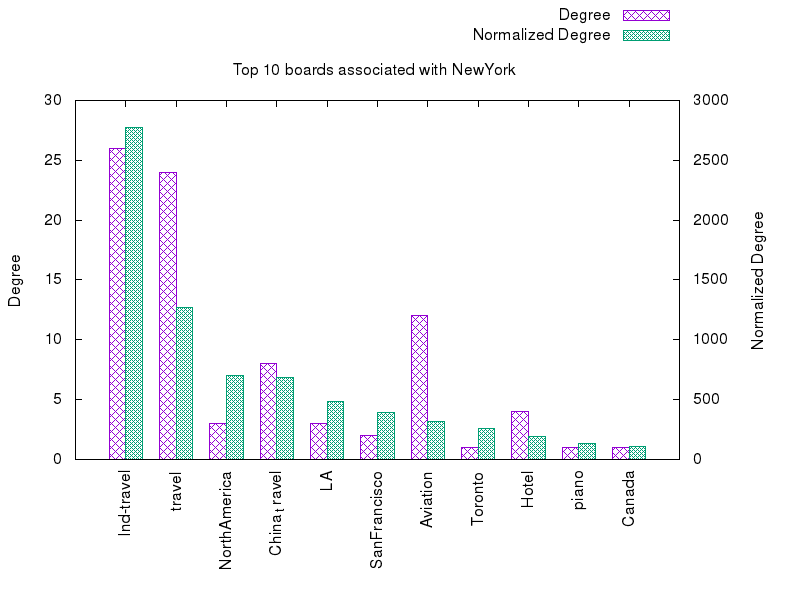 Degree
Normalized Degree
Top 10 boards associated with NewYork
30
25
20
15
10
5
0
3000
2500
2000
1500
1000
500
0
Degree
Normalized Degree
Ind-travel
travel
NorthAmerica
Chinatravel
LA
SanFrancisco
Aviation
Toronto
Hotel
piano
Canada